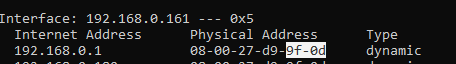 Interface: 192.168.0.161 --- 0x5
Internet Address Physical Address Type
192.168.0.1 08-00-27-d9-9f-0d dynamic